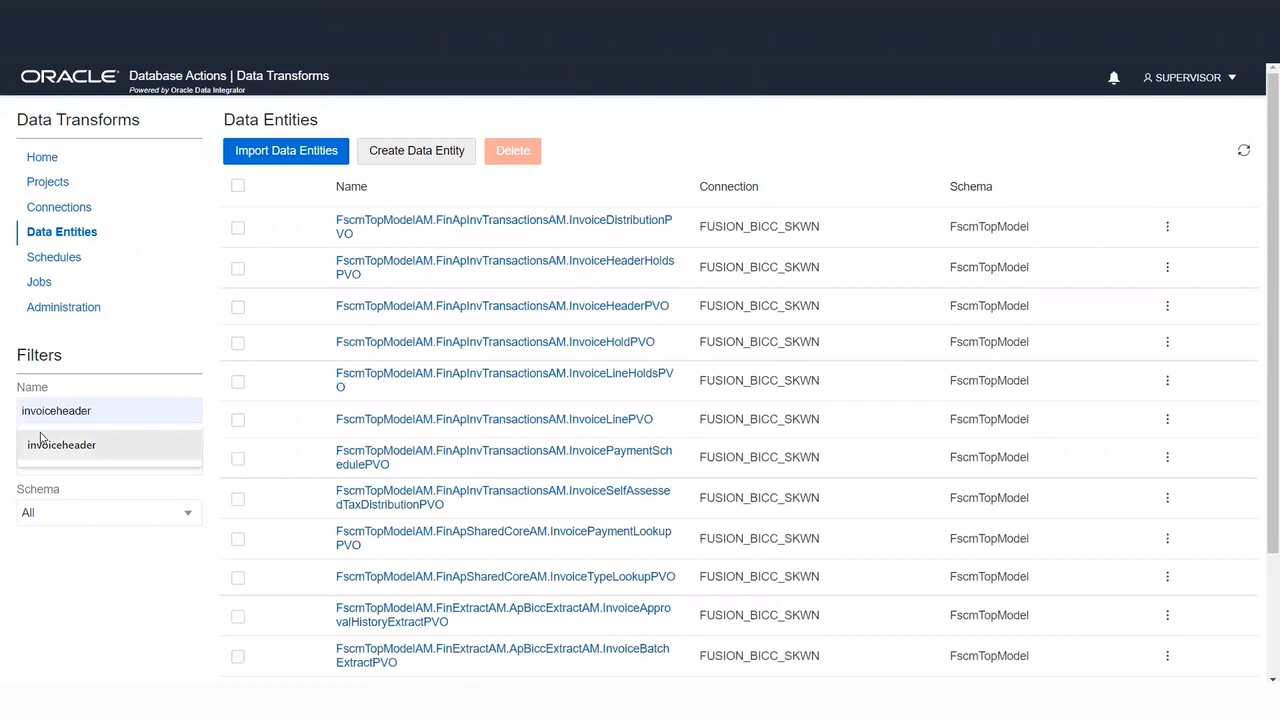 ORACLE Database Actions | Data Transforms
Powered by Oracle Data Integrator
SUPERVISOR
Data Transforms
Home
Projects
Connections
Data Entities
Schedules
Jobs
Administration
Filters
Name
invoiceheader
invoiceheader
Schema
All
Data Entities
Import Data Entities Create Data Entity Delete
Name Connection Schema
FscmTopModelAM.FinApInvTransactionsAM.InvoiceDistributionP
VO
FUSION_BICC_SKWN FscmTopModel
FscmTopModelAM.FinApInvTransactionsAM.InvoiceHeaderHolds
PVO
FUSION_BICC_SKWN FscmTopModel
FscmTopModelAM.FinApInvTransactionsAM.InvoiceHeaderPVO FUSION_BICC_SKWN FscmTopModel
FscmTopModelAM.FinApInvTransactionsAM.InvoiceHoldPVO FUSION_BICC_SKWN FscmTopModel
FscmTopModelAM.FinApInvTransactionsAM.InvoiceLineHoldsPV
O
FUSION_BICC_SKWN FscmTopModel
FscmTopModelAM.FinApInvTransactionsAM.InvoiceLinePVO FUSION_BICC_SKWN FscmTopModel
FscmTopModelAM.FinApInvTransactionsAM.InvoicePaymentSch
edulePVO
FUSION_BICC_SKWN FscmTopModel
FscmTopModelAM.FinApInvTransactionsAM.InvoiceSelfAssesse
dTaxDistributionPVO
FUSION_BICC_SKWN FscmTopModel
FscmTopModelAM.FinApSharedCoreAM.InvoicePaymentLookup
PVO
FUSION_BICC_SKWN FscmTopModel
FscmTopModelAM.FinApSharedCoreAM.InvoiceTypeLookupPVO FUSION_BICC_SKWN FscmTopModel
FscmTopModelAM.FinExtractAM.ApBiccExtractAM.InvoiceAppro
valHistoryExtractPVO
FUSION_BICC_SKWN FscmTopModel
FscmTopModelAM.FinExtractAM.ApBiccExtractAM.InvoiceBatch
ExtractPVO
FUSION_BICC_SKWN FscmTopModel